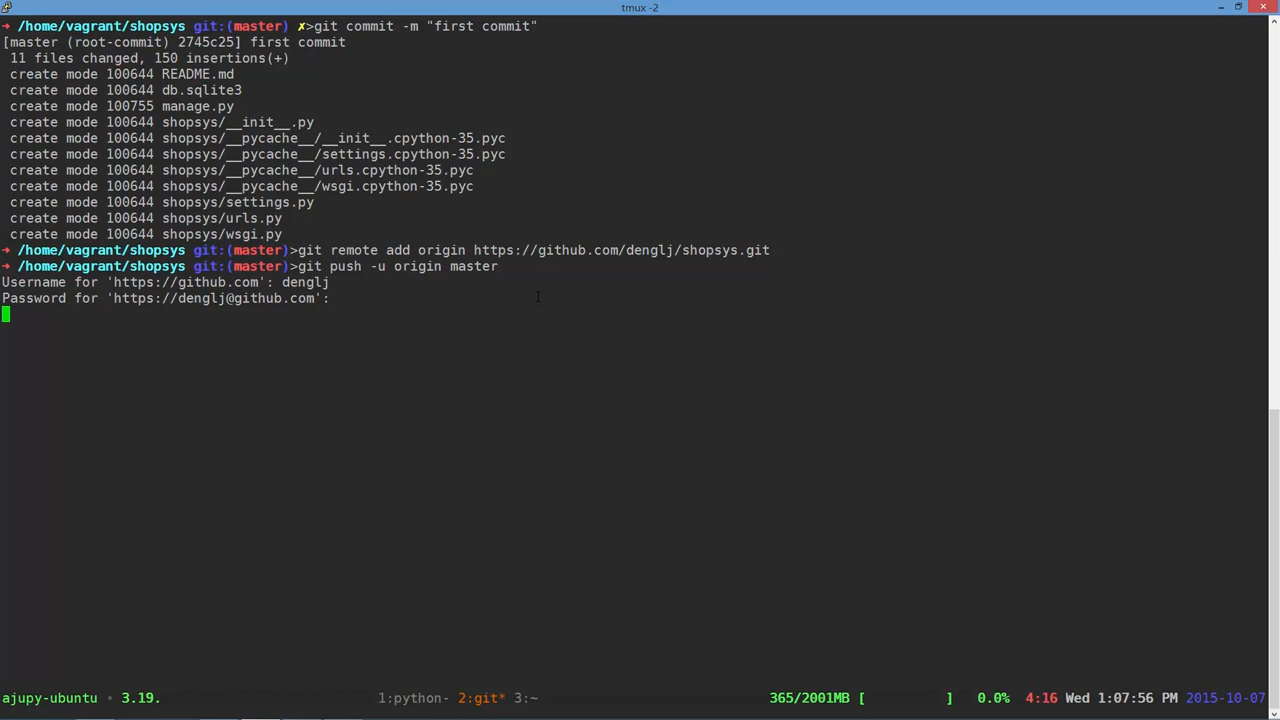 tmux -2
→ /home/vagrant/shopsys git:(master) ✗>git commit -m "first commit"
[master (root-commit) 2745c25] first commit
 11 files changed, 150 insertions(+)
 create mode 100644 README.md
 create mode 100644 db.sqlite3
 create mode 100755 manage.py
 create mode 100644 shopsys/__init__.py
 create mode 100644 shopsys/__pycache__/__init__.cpython-35.pyc
 create mode 100644 shopsys/__pycache__/settings.cpython-35.pyc
 create mode 100644 shopsys/__pycache__/urls.cpython-35.pyc
 create mode 100644 shopsys/__pycache__/wsgi.cpython-35.pyc
 create mode 100644 shopsys/settings.py
 create mode 100644 shopsys/urls.py
 create mode 100644 shopsys/wsgi.py
→ /home/vagrant/shopsys git:(master)>git remote add origin https://github.com/denglj/shopsys.git
→ /home/vagrant/shopsys git:(master)>git push -u origin master
Username for 'https://github.com': denglj
Password for 'https://denglj@github.com':
ajupy-ubuntu • 3.19. 1:python- 2:git* 3:~ 365/2001MB [ ] 0.0% 4:16 Wed 1:07:56 PM 2015-10-07